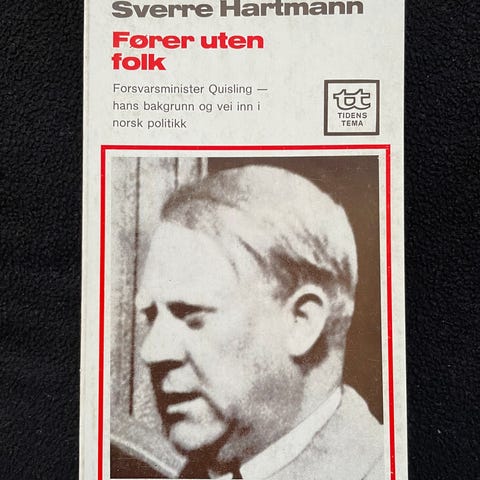 Sverre Hartmann
Fører uten
folk
Forsvarsminister Quisling —
hans bakgrunn og vei inn i
norsk politikk
tt
TIDENS
TEMA